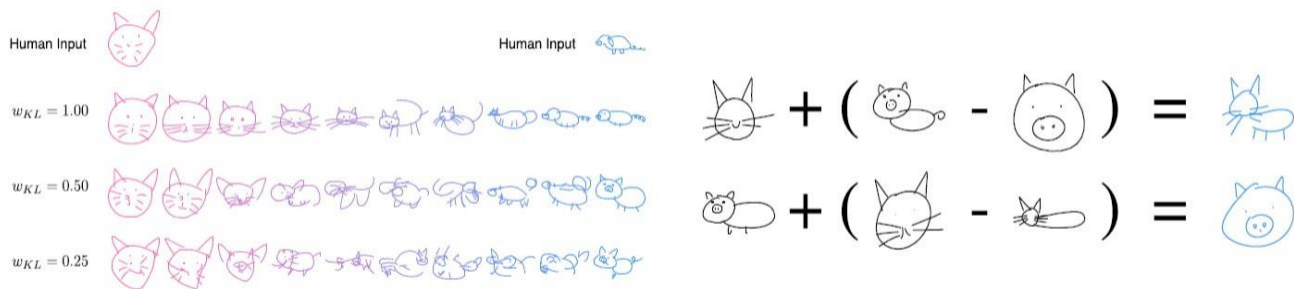 Human Input
Human Input
w_KL = 1.00
w_KL = 0.50
w_KL = 0.25
+ ( - ) =
+ ( - ) =